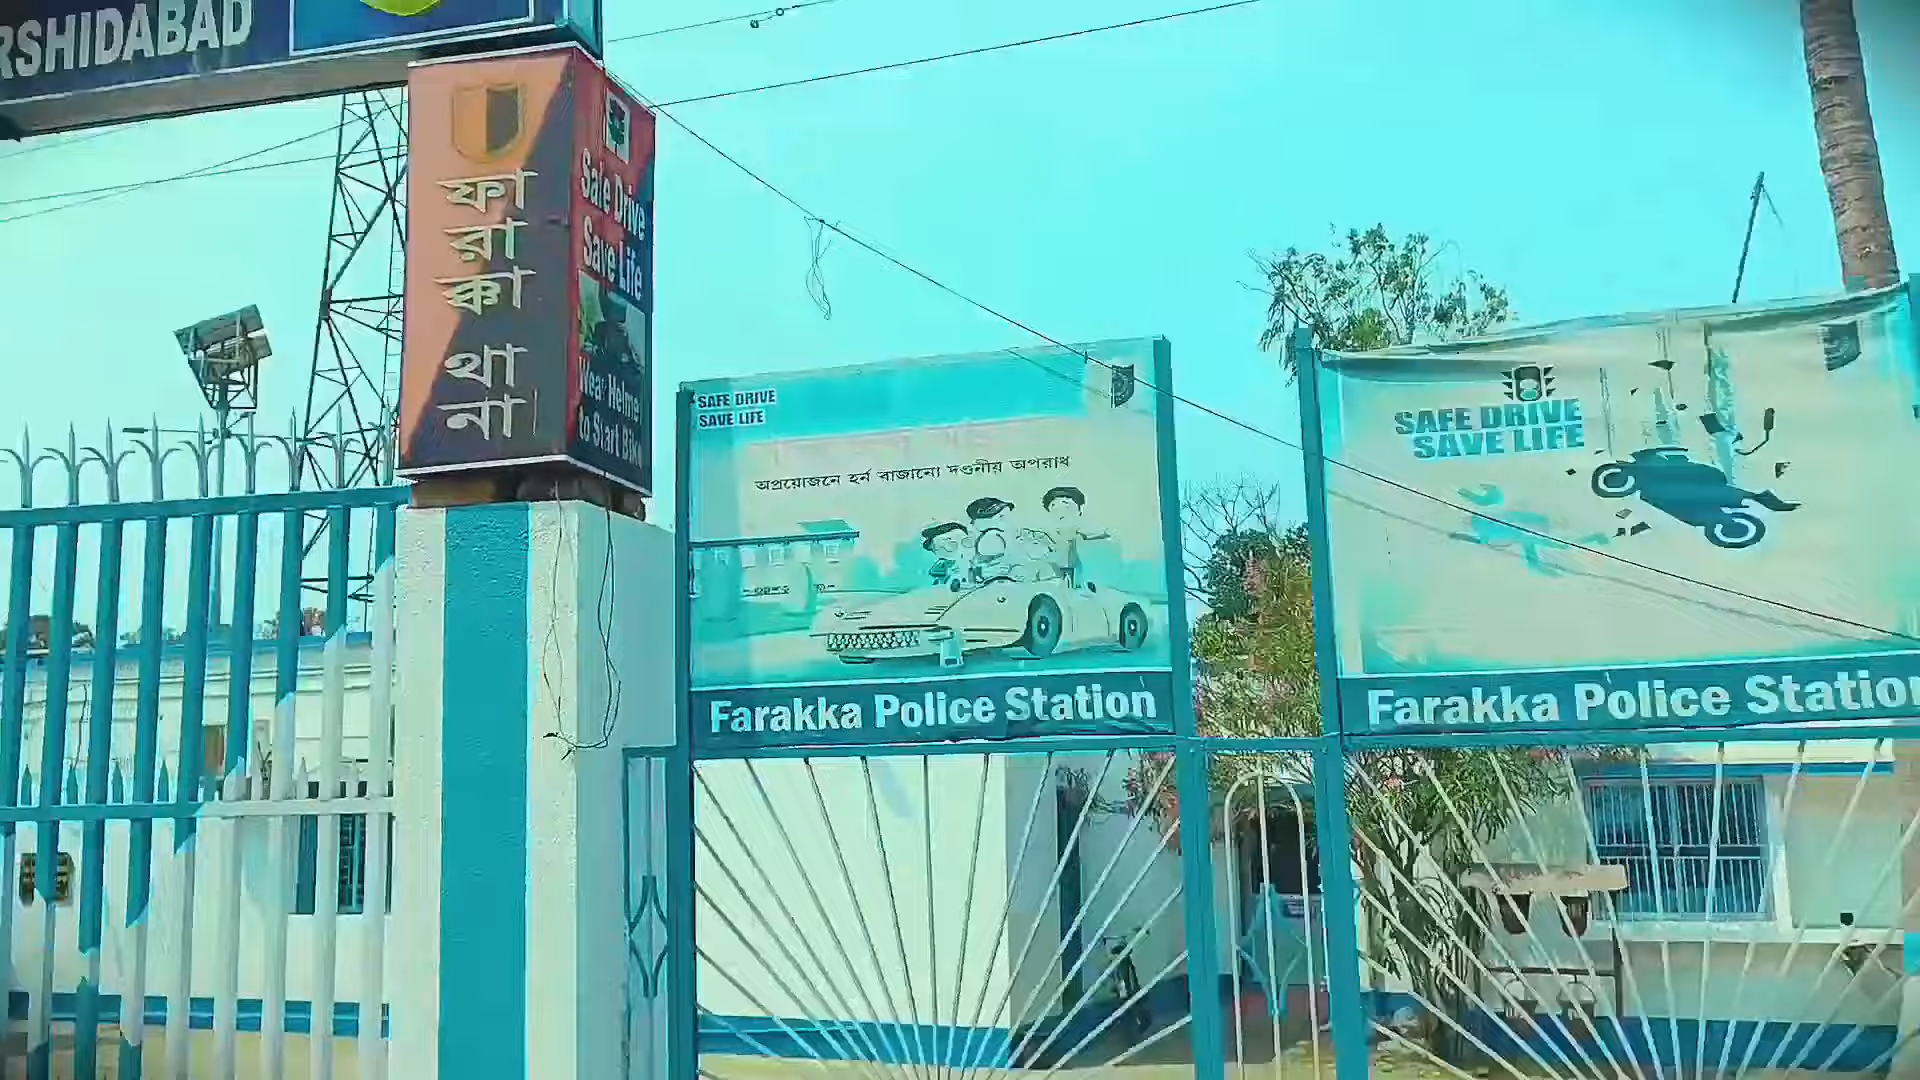 RSHIDABAD
ফা
রা
ক্কা
থা
না
Safe Drive
Save Life
Wear Helmet
to Start Bike
SAFE DRIVE
SAVE LIFE
অপ্রয়োজনে হর্ন বাজানো দণ্ডনীয় অপরাধ
Farakka Police Station
SAFE DRIVE
SAVE LIFE
Farakka Police Station